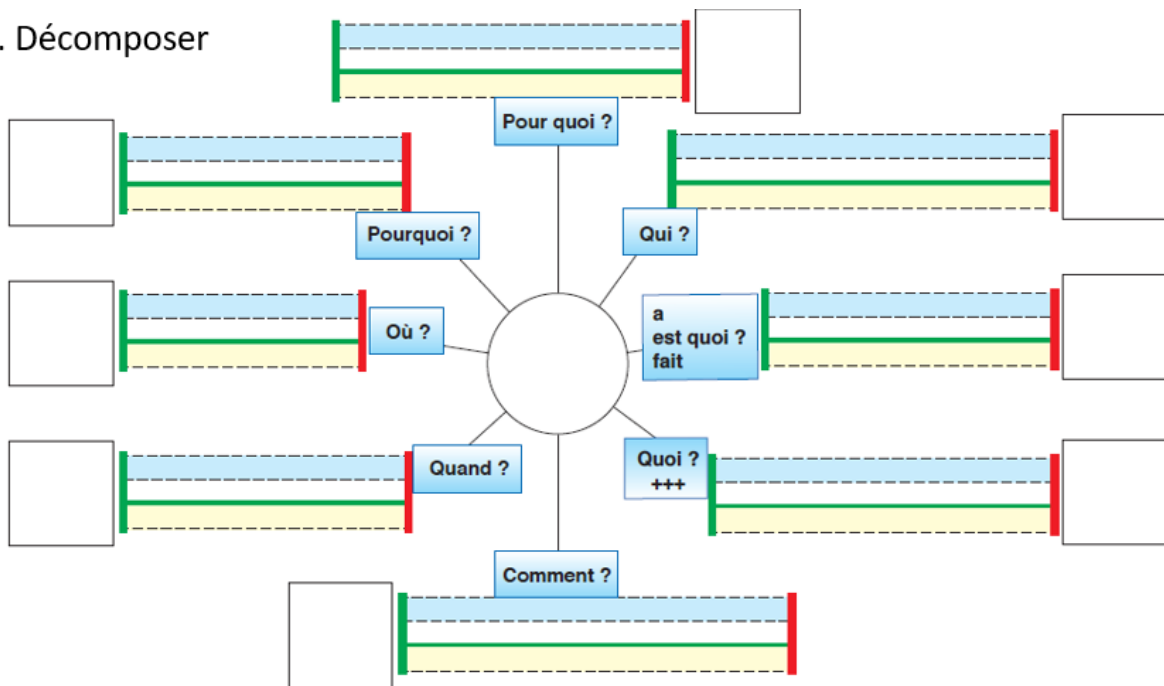 . Décomposer
Pour quoi ?
Pourquoi ?
Qui ?
Où ?
a
est quoi ?
fait
Quand ?
Quoi ?
+++
Comment ?